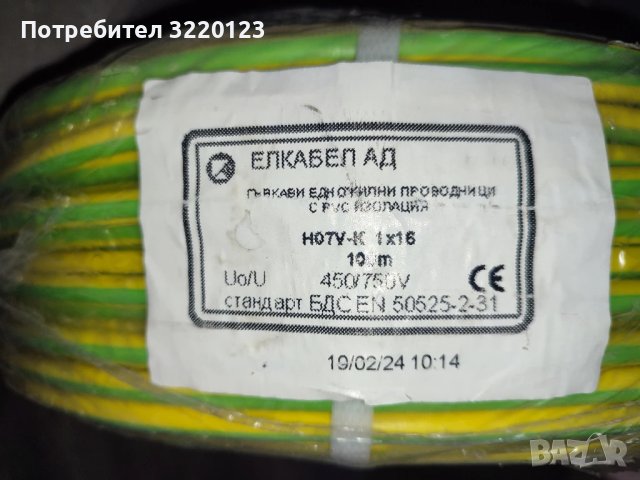 Потребител 3220123
ЕЛКАБЕЛ АД
ГЪВКАВИ ЕДНОЖИЛНИ ПРОВОДНИЦИ
С PVC ИЗОЛАЦИЯ
H07V-K 1x16
Uo/U 450/750V
CE
стандарт БДС EN 50525-2-31
19/02/24 10:14
BAZAR